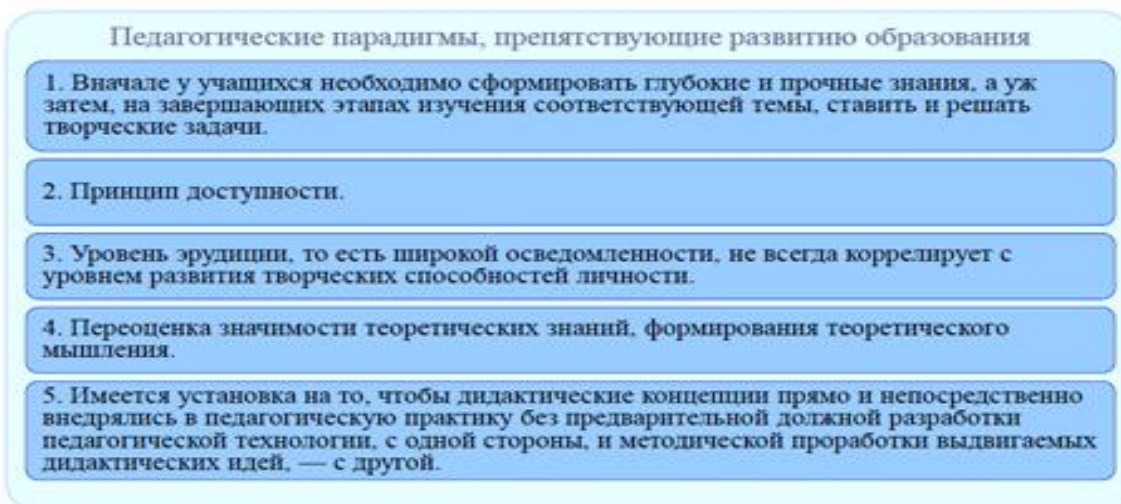 Педагогические парадигмы, препятствующие развитию образования
1. Вначале у учащихся необходимо сформировать глубокие и прочные знания, а уж
затем, на завершающих этапах изучения соответствующей темы, ставить и решать
творческие задачи.
2. Принцип доступности.
3. Уровень эрудиции, то есть широкой осведомленности, не всегда коррелирует с
уровнем развития творческих способностей личности.
4. Переоценка значимости теоретических знаний, формирования теоретического
мышления.
5. Имеется установка на то, чтобы дидактические концепции прямо и непосредственно
внедрялись в педагогическую практику без предварительной должной разработки
педагогической технологии, с одной стороны, и методической проработки выдвигаемых
дидактических идей, — с другой.